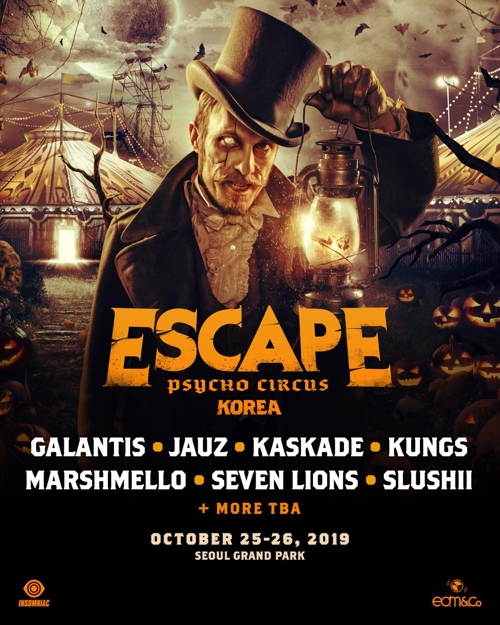 ESCAPE
PSYCHO CIRCUS
KOREA
GALANTIS • JAUZ • KASKADE • KUNGS
MARSHMELLO • SEVEN LIONS • SLUSHII
+ MORE TBA
OCTOBER 25-26, 2019
SEOUL GRAND PARK
INSOMNIAC
EDM&Co